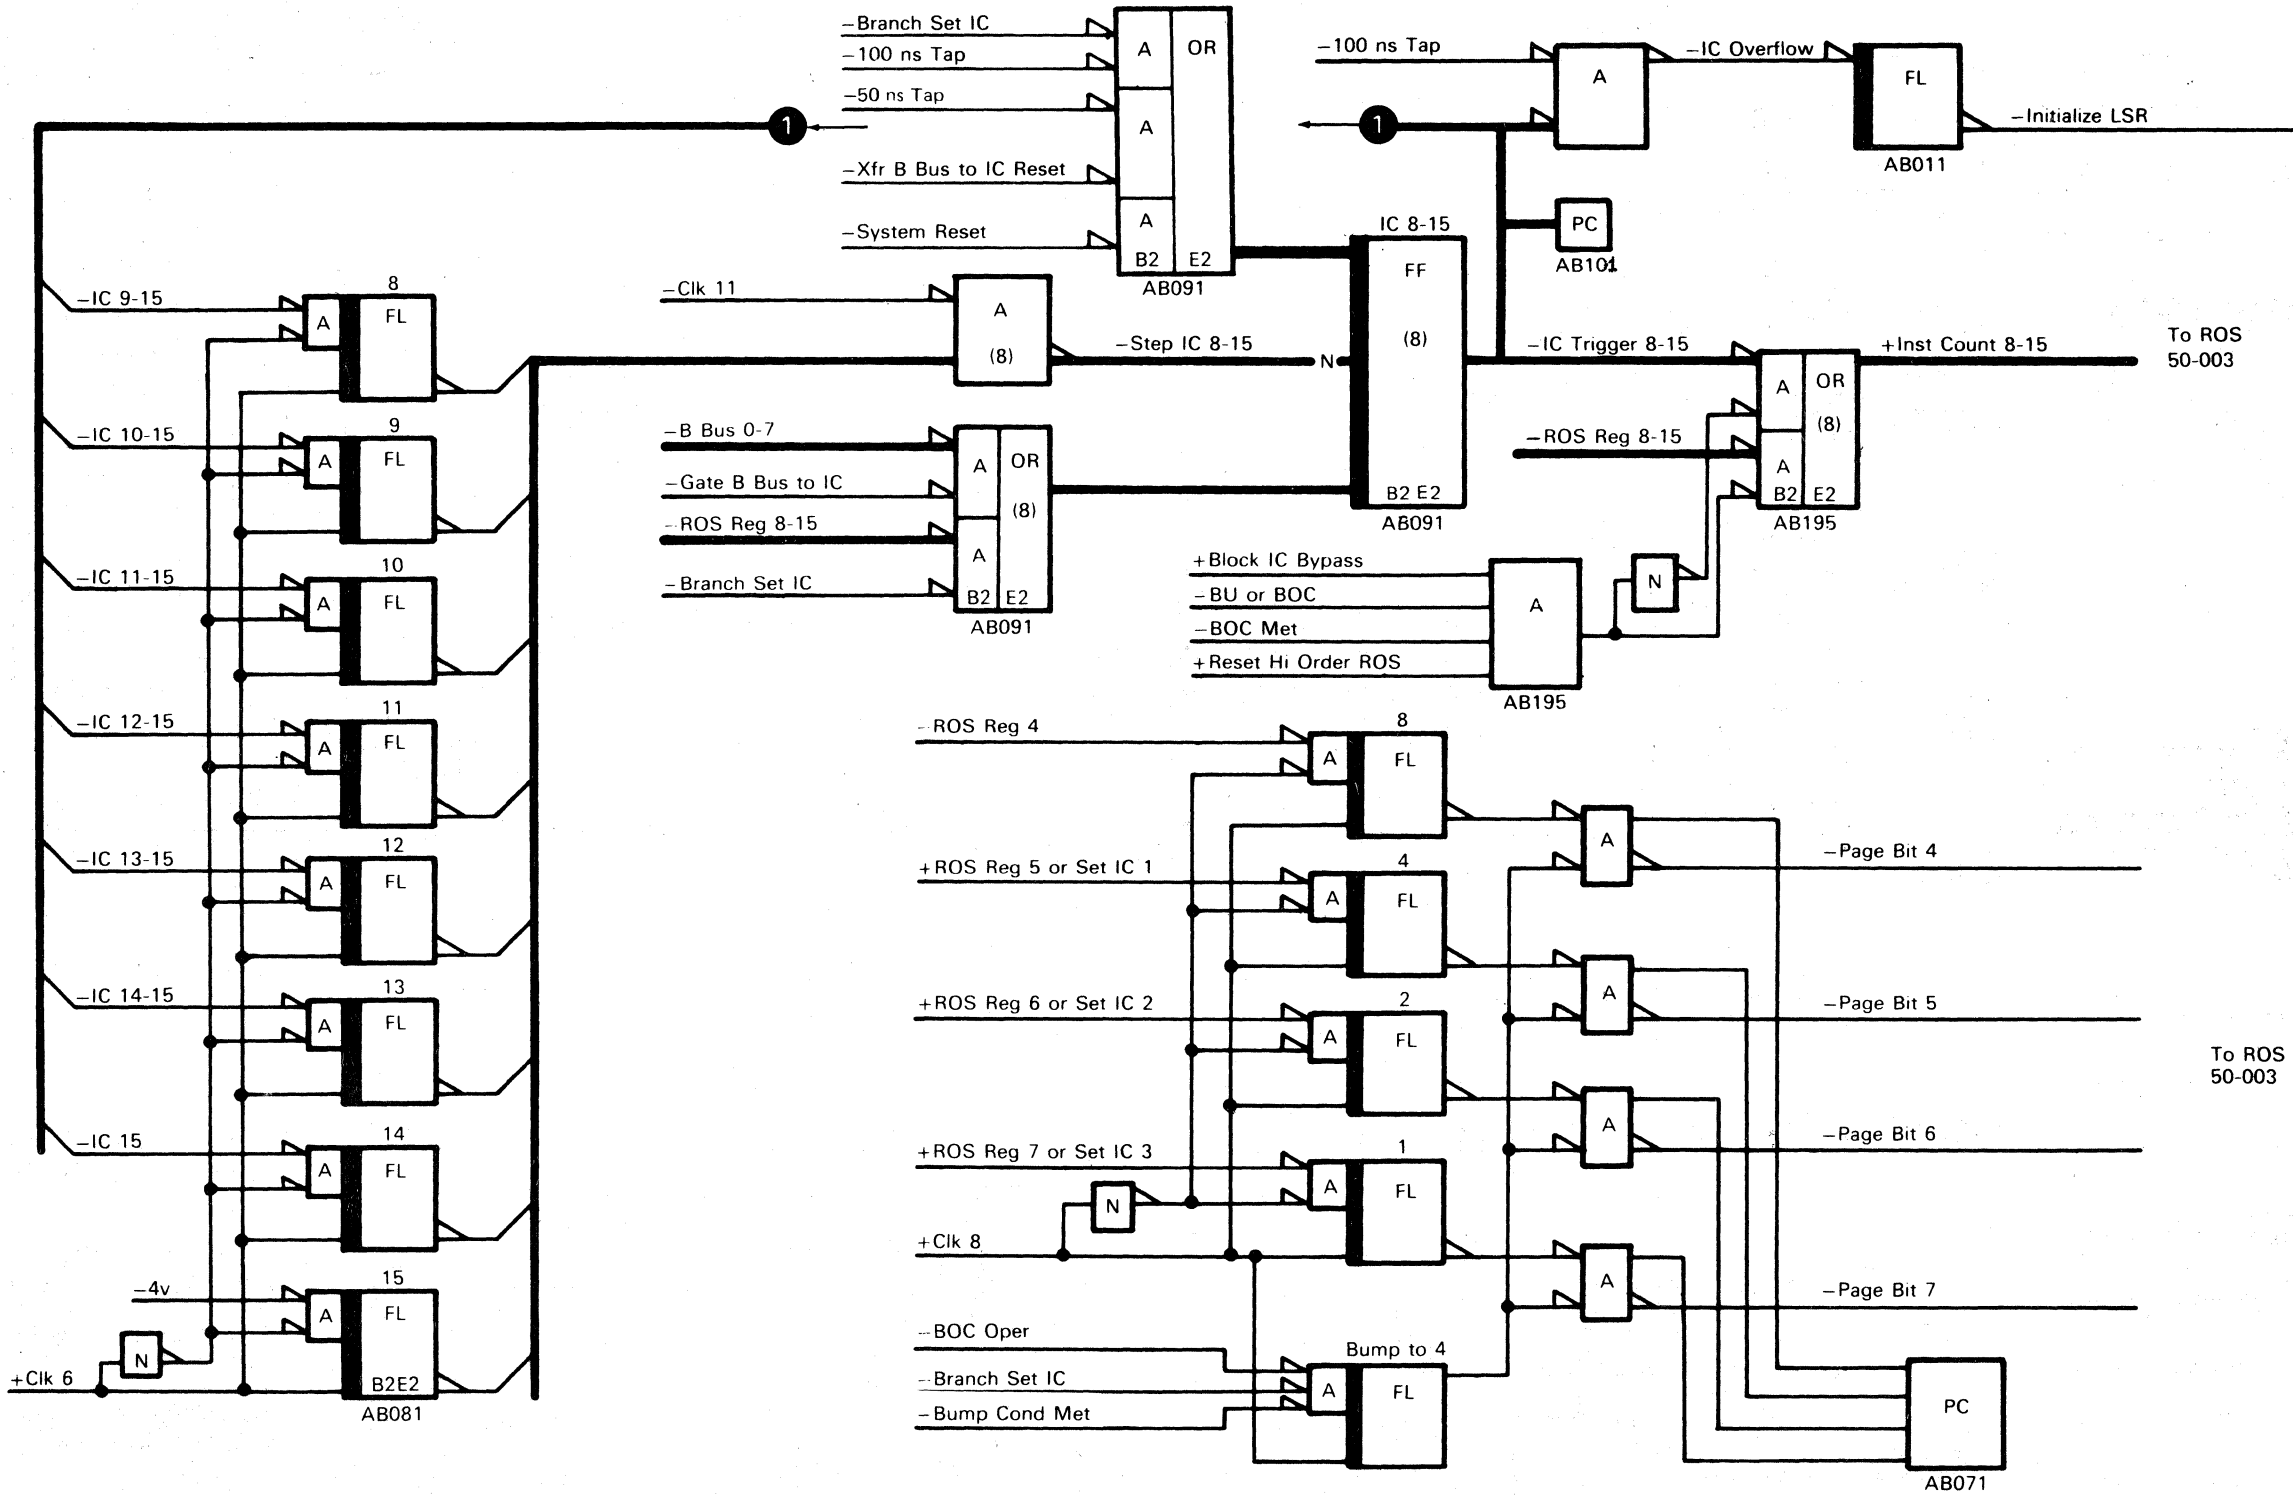 −Branch Set IC
−100 ns Tap
−50 ns Tap
−Xfr B Bus to IC Reset
−System Reset
A
OR
A
A
B2
E2
AB091
1
1
−100 ns Tap
A
−IC Overflow
FL
AB011
−Initialize LSR
PC
AB101
−IC 9-15
A
8
FL
−IC 10-15
A
9
FL
−IC 11-15
A
10
FL
−IC 12-15
A
11
FL
−IC 13-15
A
12
FL
−IC 14-15
A
13
FL
−IC 15
A
14
FL
−4v
A
15
FL
B2E2
AB081
N
+Clk 6
−Clk 11
A
(8)
−Step IC 8-15
N
IC 8-15
FF
(8)
B2 E2
AB091
−B Bus 0-7
−Gate B Bus to IC
−ROS Reg 8-15
−Branch Set IC
A
OR
(8)
A
B2
E2
AB091
−IC Trigger 8-15
−ROS Reg 8-15
A
OR
(8)
A
B2
E2
AB195
+Inst Count 8-15
To ROS
50-003
+Block IC Bypass
−BU or BOC
−BOC Met
+Reset Hi Order ROS
A
AB195
N
−ROS Reg 4
A
8
FL
+ROS Reg 5 or Set IC 1
A
4
FL
+ROS Reg 6 or Set IC 2
A
2
FL
+ROS Reg 7 or Set IC 3
A
1
FL
N
+Clk 8
−BOC Oper
−Branch Set IC
−Bump Cond Met
A
Bump to 4
FL
A
−Page Bit 4
A
−Page Bit 5
A
−Page Bit 6
A
−Page Bit 7
To ROS
50-003
PC
AB071